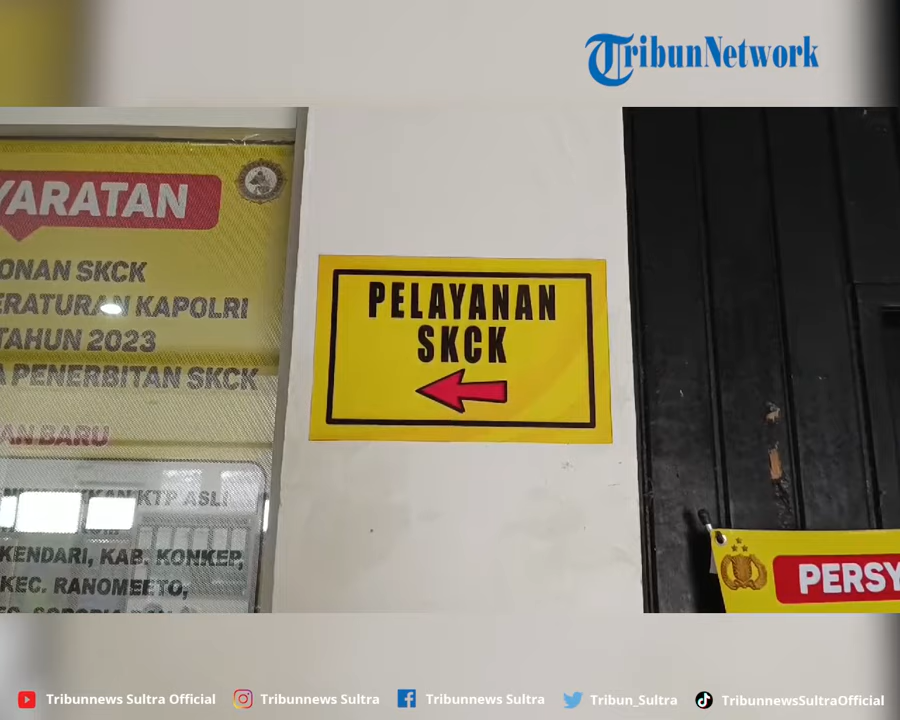 TribunNetwork
YARATAN
ONAN SKCK
ERATURAN KAPOLRI
TAHUN 2023
A PENERBITAN SKCK
AN BARU
KTP ASLI
KENDARI, KAB. KONKEP,
KEC. RANOMEETO,
PELAYANAN
SKCK
PERSY
Tribunnews Sultra Official
Tribunnews Sultra
Tribunnews Sultra
Tribun_Sultra
TribunnewsSultraOfficial